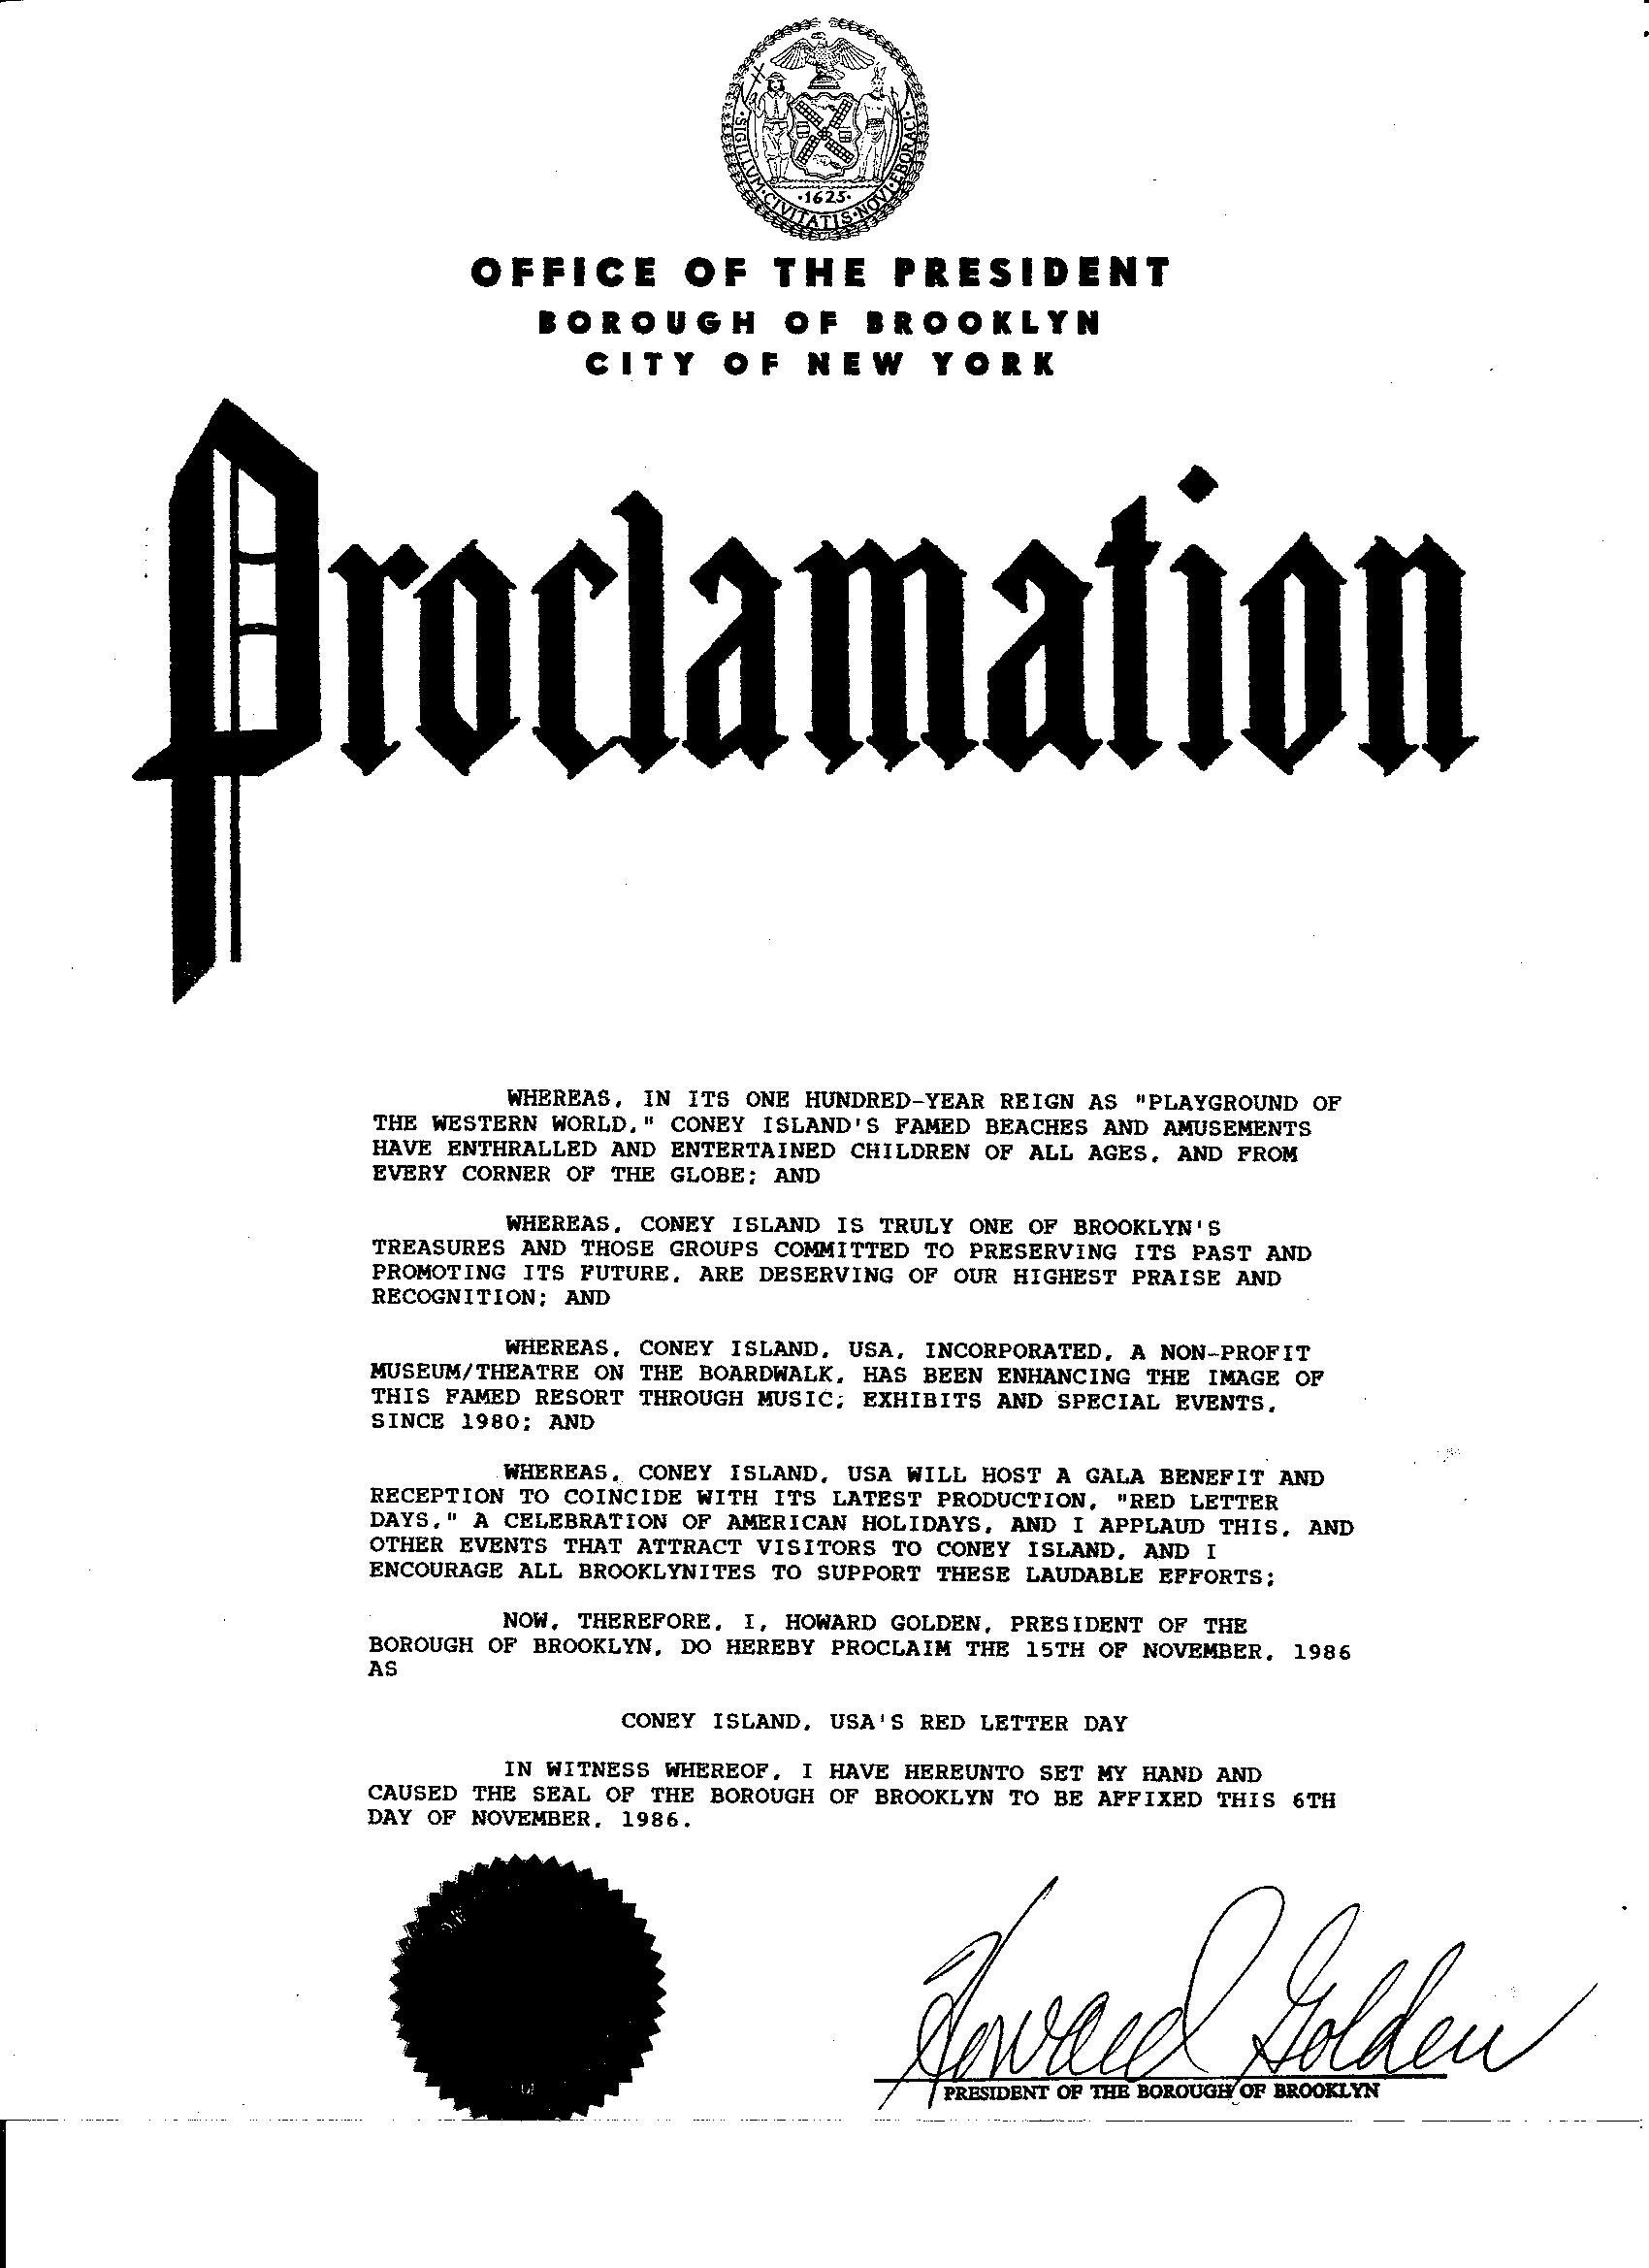 SIGILLVM·CIVITATIS·NOVI·EBORACI
·1625·
OFFICE OF THE PRESIDENT
BOROUGH OF BROOKLYN
CITY OF NEW YORK
Proclamation
WHEREAS, IN ITS ONE HUNDRED-YEAR REIGN AS "PLAYGROUND OF
THE WESTERN WORLD," CONEY ISLAND'S FAMED BEACHES AND AMUSEMENTS
HAVE ENTHRALLED AND ENTERTAINED CHILDREN OF ALL AGES, AND FROM
EVERY CORNER OF THE GLOBE; AND
WHEREAS, CONEY ISLAND IS TRULY ONE OF BROOKLYN'S
TREASURES AND THOSE GROUPS COMMITTED TO PRESERVING ITS PAST AND
PROMOTING ITS FUTURE, ARE DESERVING OF OUR HIGHEST PRAISE AND
RECOGNITION; AND
WHEREAS, CONEY ISLAND, USA, INCORPORATED, A NON-PROFIT
MUSEUM/THEATRE ON THE BOARDWALK, HAS BEEN ENHANCING THE IMAGE OF
THIS FAMED RESORT THROUGH MUSIC; EXHIBITS AND SPECIAL EVENTS,
SINCE 1980; AND
WHEREAS, CONEY ISLAND, USA WILL HOST A GALA BENEFIT AND
RECEPTION TO COINCIDE WITH ITS LATEST PRODUCTION, "RED LETTER
DAYS," A CELEBRATION OF AMERICAN HOLIDAYS, AND I APPLAUD THIS, AND
OTHER EVENTS THAT ATTRACT VISITORS TO CONEY ISLAND, AND I
ENCOURAGE ALL BROOKLYNITES TO SUPPORT THESE LAUDABLE EFFORTS;
NOW, THEREFORE, I, HOWARD GOLDEN, PRESIDENT OF THE
BOROUGH OF BROOKLYN, DO HEREBY PROCLAIM THE 15TH OF NOVEMBER, 1986
AS
CONEY ISLAND, USA'S RED LETTER DAY
IN WITNESS WHEREOF, I HAVE HEREUNTO SET MY HAND AND
CAUSED THE SEAL OF THE BOROUGH OF BROOKLYN TO BE AFFIXED THIS 6TH
DAY OF NOVEMBER, 1986.
Howard Golden
PRESIDENT OF THE BOROUGH OF BROOKLYN